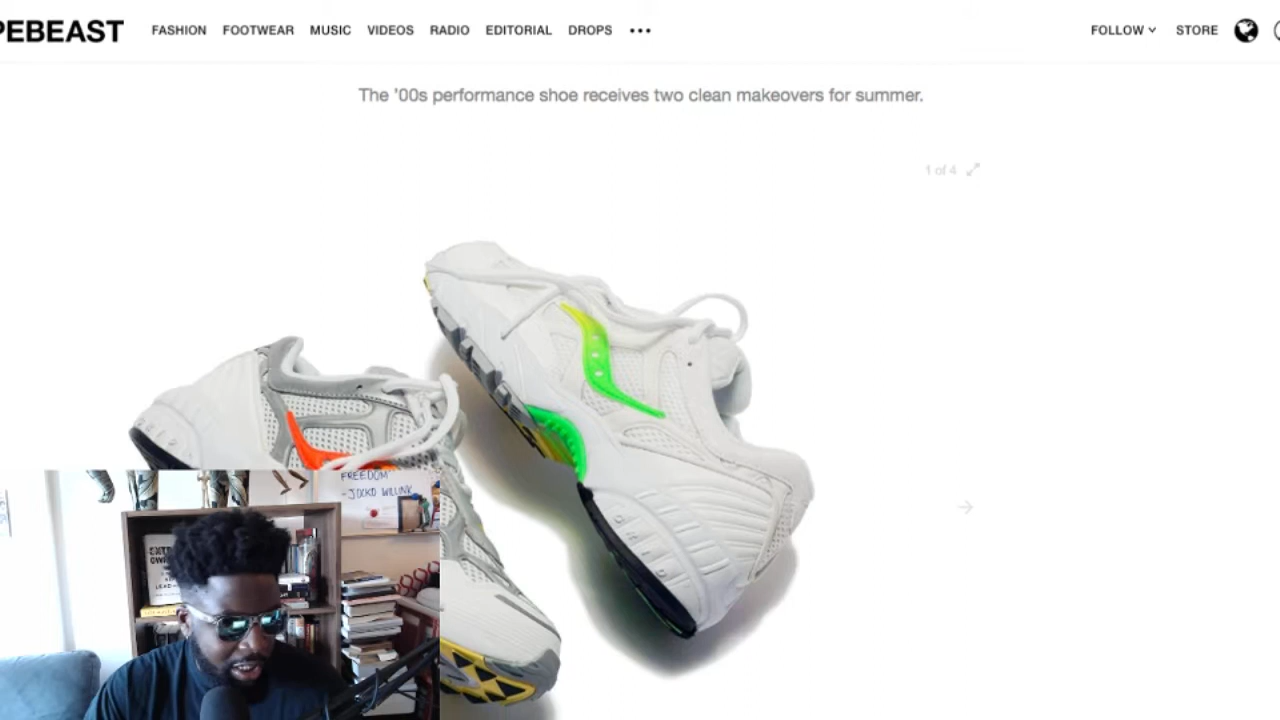 PEBEAST FASHION FOOTWEAR MUSIC VIDEOS RADIO EDITORIAL DROPS ••• FOLLOW STORE
The '00s performance shoe receives two clean makeovers for summer.
1 of 4
FREEDOM
-JOCKO WILLINK
GRID